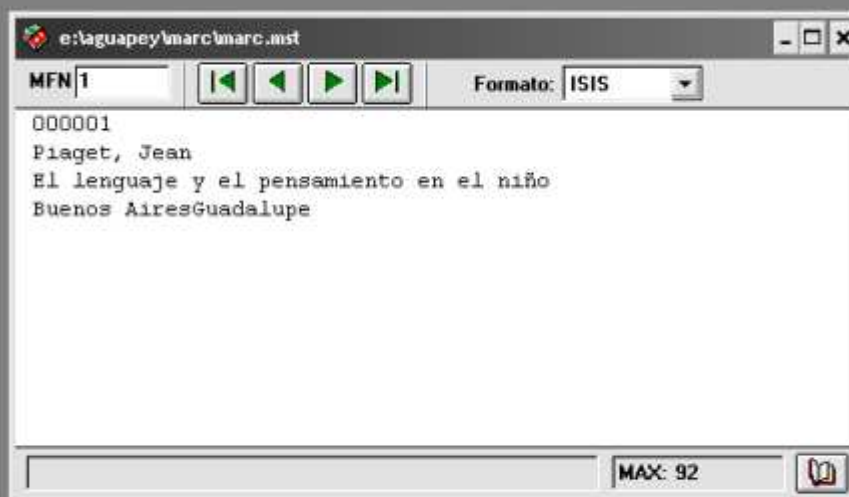 e:\aguapey\marc\marc.mst
MFN 1 Formato: ISIS
000001
Piaget, Jean
El lenguaje y el pensamiento en el niño
Buenos AiresGuadalupe
MAX: 92